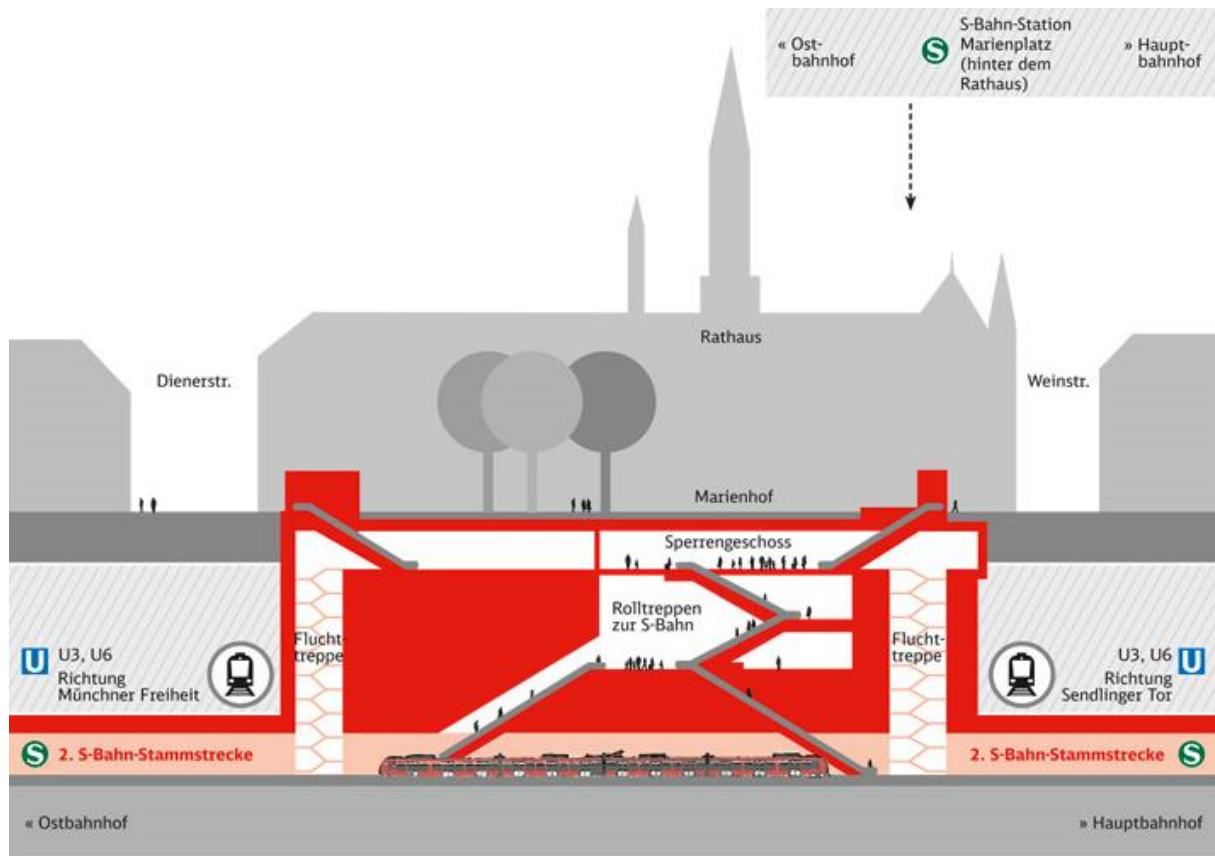 « Ost-
bahnhof
S
S-Bahn-Station
Marienplatz
(hinter dem
Rathaus)
» Haupt-
bahnhof
Rathaus
Dienerstr.
Weinstr.
Marienhof
Sperrengeschoss
Rolltreppen
zur S-Bahn
Flucht-
treppe
Flucht-
treppe
U
U3, U6
Richtung
Münchner Freiheit
U3, U6
U
Richtung
Sendlinger Tor
S
2. S-Bahn-Stammstrecke
2. S-Bahn-Stammstrecke
S
« Ostbahnhof
» Hauptbahnhof